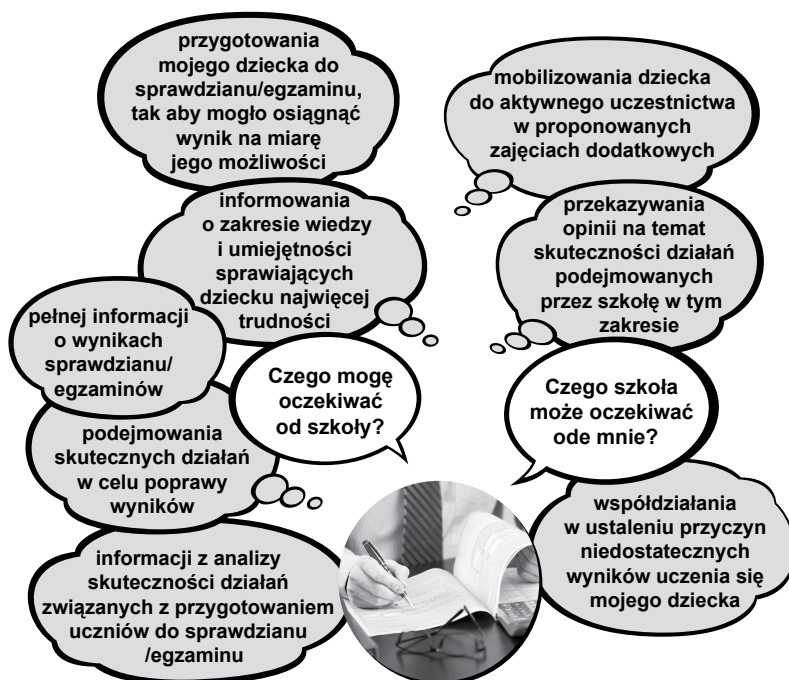 przygotowania
mojego dziecka do
sprawdzianu/egzaminu,
tak aby mogło osiągnąć
wynik na miarę
jego możliwości
informowania
o zakresie wiedzy
i umiejętności
sprawiających
dziecku najwięcej
trudności
pełnej informacji
o wynikach
sprawdzianu/
egzaminów
Czego mogę
oczekiwać
od szkoły?
podejmowania
skutecznych działań
w celu poprawy
wyników
informacji z analizy
skuteczności działań
związanych z przygotowaniem
uczniów do sprawdzianu
/egzaminu
mobilizowania dziecka
do aktywnego uczestnictwa
w proponowanych
zajęciach dodatkowych
przekazywania
opinii na temat
skuteczności działań
podejmowanych
przez szkołę w tym
zakresie
Czego szkoła
może oczekiwać
ode mnie?
współdziałania
w ustaleniu przyczyn
niedostatecznych
wyników uczenia się
mojego dziecka